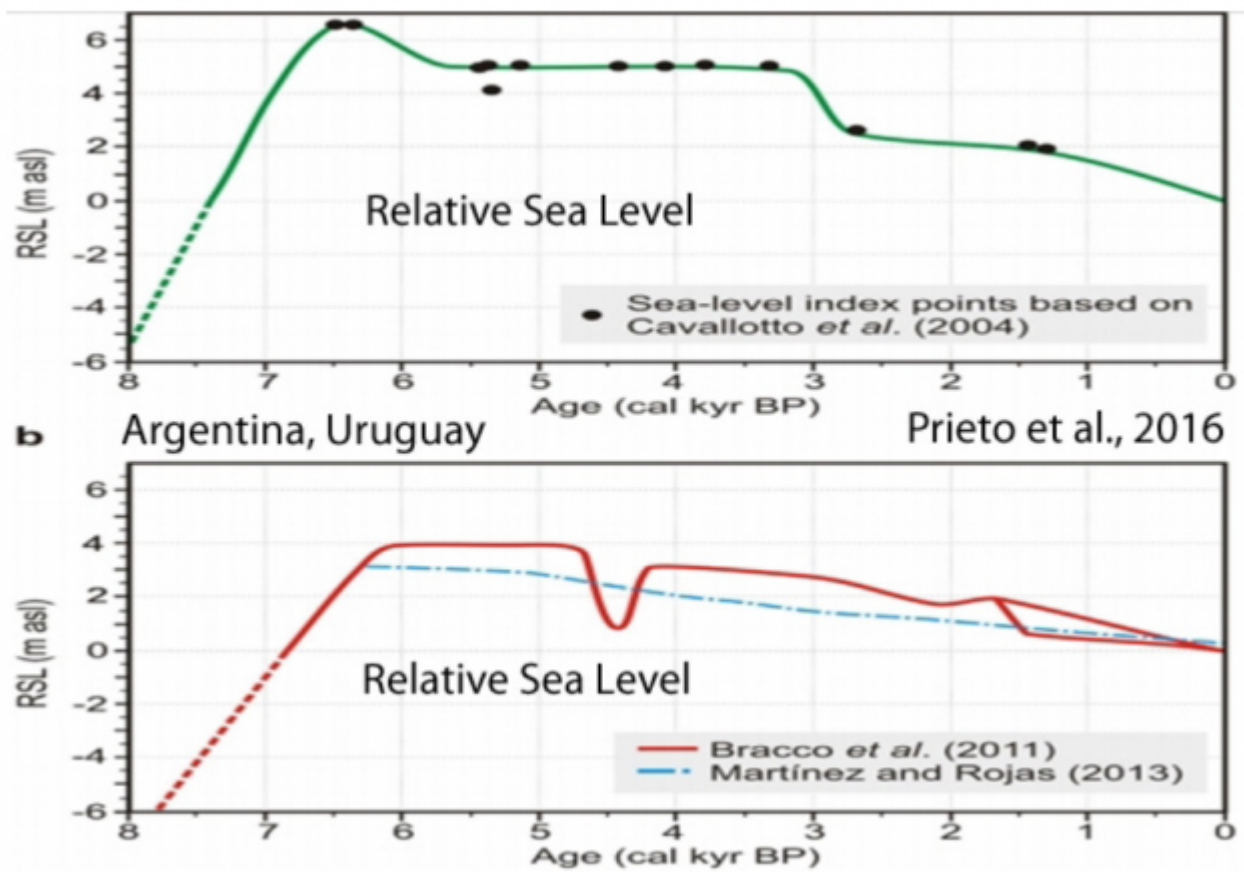 6
4
2
0
-2
-4
-6
RSL (m asl)
Relative Sea Level
Sea-level index points based on
Cavallotto et al. (2004)
8 7 6 5 4 3 2 1 0
Age (cal kyr BP)
b Argentina, Uruguay Prieto et al., 2016
6
4
2
0
-2
-4
-6
RSL (m asl)
Relative Sea Level
Bracco et al. (2011)
Martínez and Rojas (2013)
8 7 6 5 4 3 2 1 0
Age (cal kyr BP)